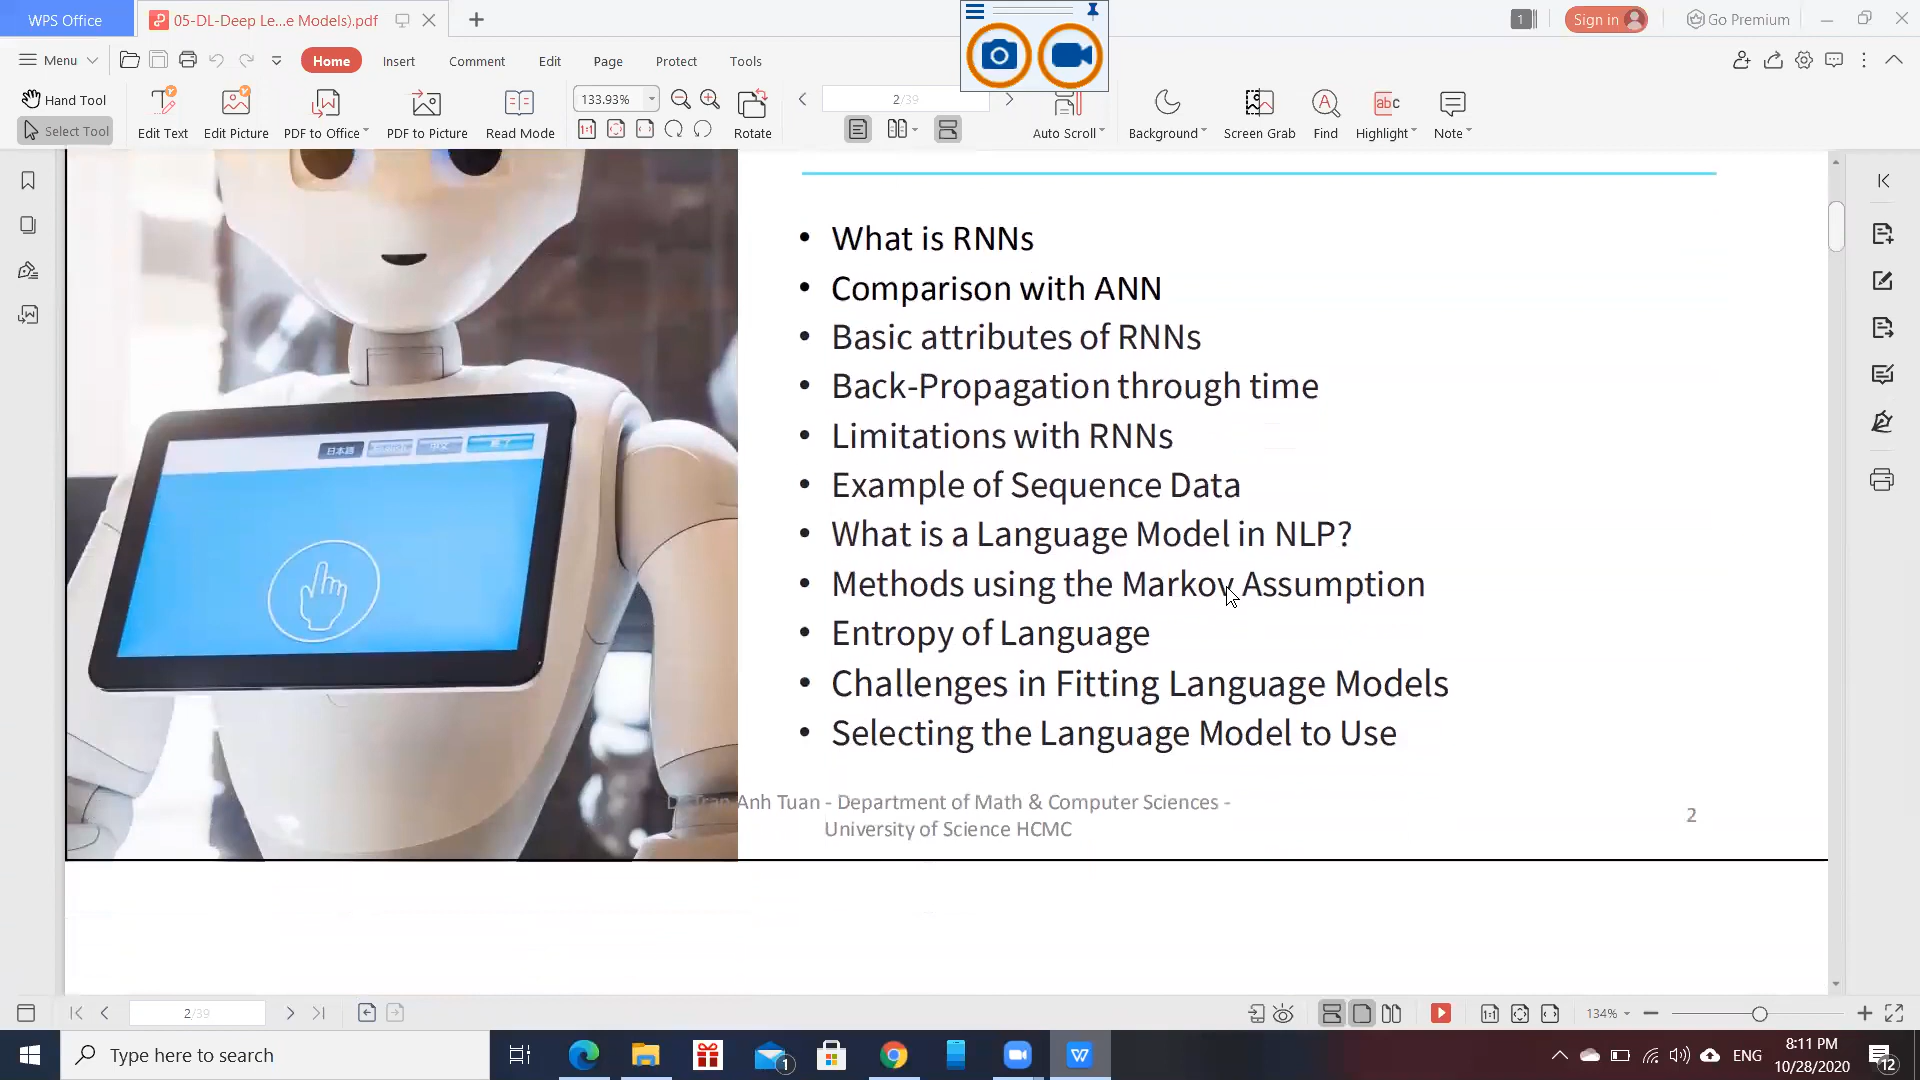 WPS Office
05-DL-Deep Le...e Models).pdf
1
Sign in
Go Premium
Menu
Home
Insert
Comment
Edit
Page
Protect
Tools
Hand Tool
Select Tool
Edit Text
Edit Picture
PDF to Office
PDF to Picture
Read Mode
133.93%
Rotate
2/39
Auto Scroll
Background
Screen Grab
Find
Highlight
Note
• What is RNNs
• Comparison with ANN
• Basic attributes of RNNs
• Back-Propagation through time
• Limitations with RNNs
• Example of Sequence Data
• What is a Language Model in NLP?
• Methods using the Markov Assumption
• Entropy of Language
• Challenges in Fitting Language Models
• Selecting the Language Model to Use
日本語
Anh Tuan - Department of Math & Computer Sciences -
University of Science HCMC
2
2/39
134%
Type here to search
1
ENG
8:11 PM
10/28/2020
12